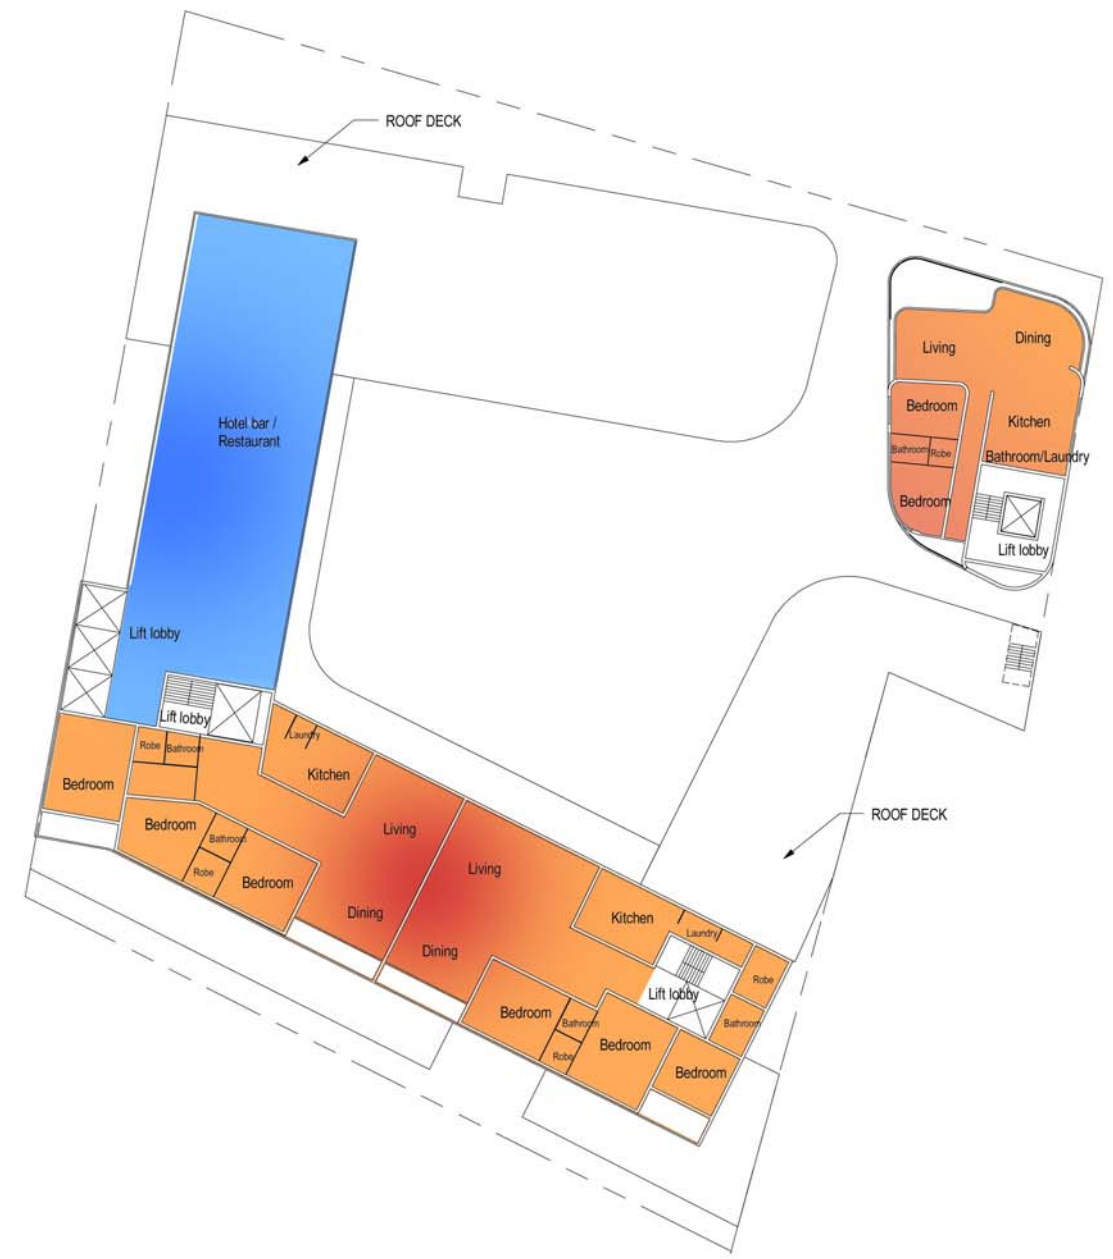 ROOF DECK
Living
Dining
Bedroom
Kitchen
Bathroom
Robe
Bathroom/Laundry
Bedroom
Lift lobby
Hotel bar /
Restaurant
Lift lobby
Lift lobby
Robe
Bathroom
Laundry
Kitchen
Bedroom
Bedroom
Bathroom
Robe
Bedroom
Living
Dining
Living
Dining
ROOF DECK
Kitchen
Laundry
Robe
Lift lobby
Bathroom
Bedroom
Bathroom
Robe
Bedroom
Bedroom